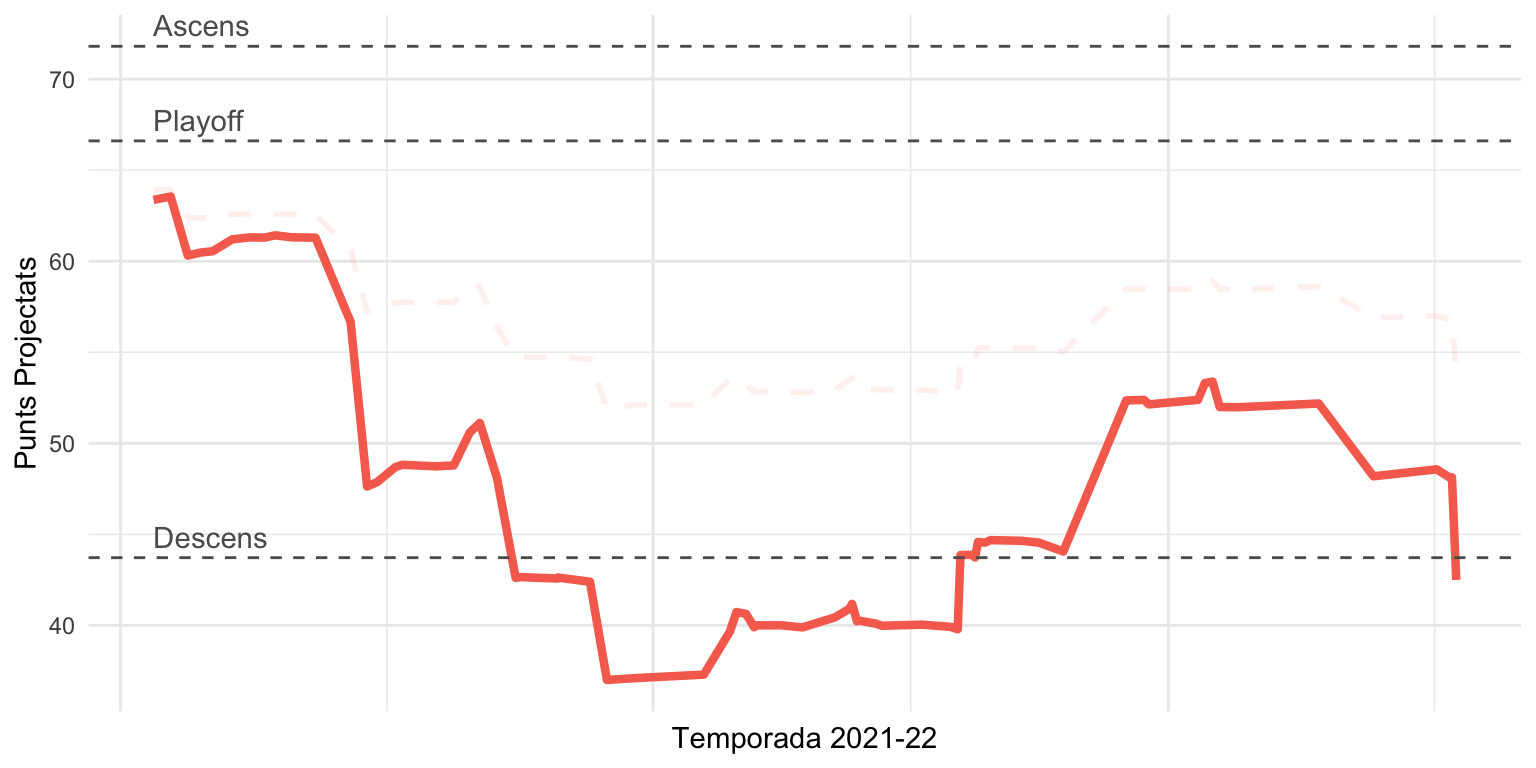 Ascens
70
Playoff
60
Punts Projectats
50
Descens
40
Temporada 2021-22